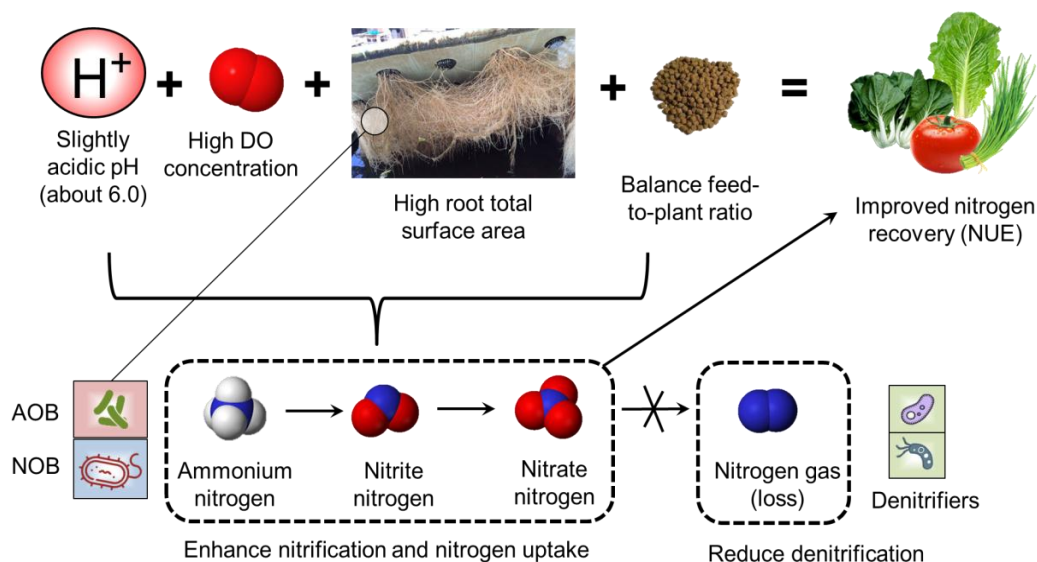 H+
+
+
+
=
Slightly
acidic pH
(about 6.0)
High DO
concentration
High root total
surface area
Balance feed-
to-plant ratio
Improved nitrogen
recovery (NUE)
AOB
NOB
Ammonium
nitrogen
Nitrite
nitrogen
Nitrate
nitrogen
Nitrogen gas
(loss)
Denitrifiers
Enhance nitrification and nitrogen uptake
Reduce denitrification